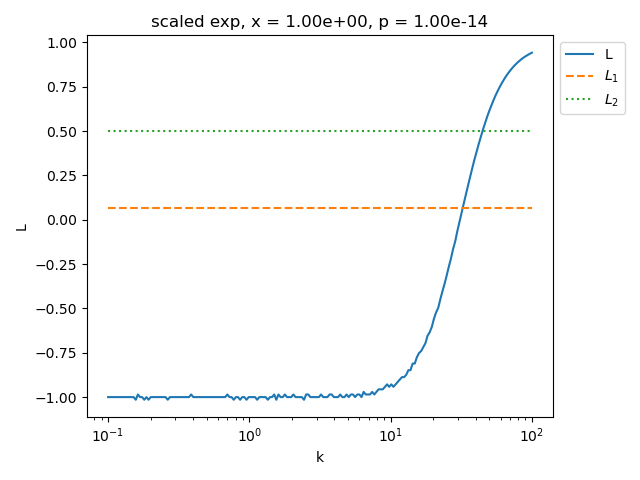 scaled exp, x = 1.00e+00, p = 1.00e-14
L
1.00
0.75
0.50
0.25
0.00
−0.25
−0.50
−0.75
−1.00
10⁻¹
10⁰
10¹
10²
k
L
L₁
L₂